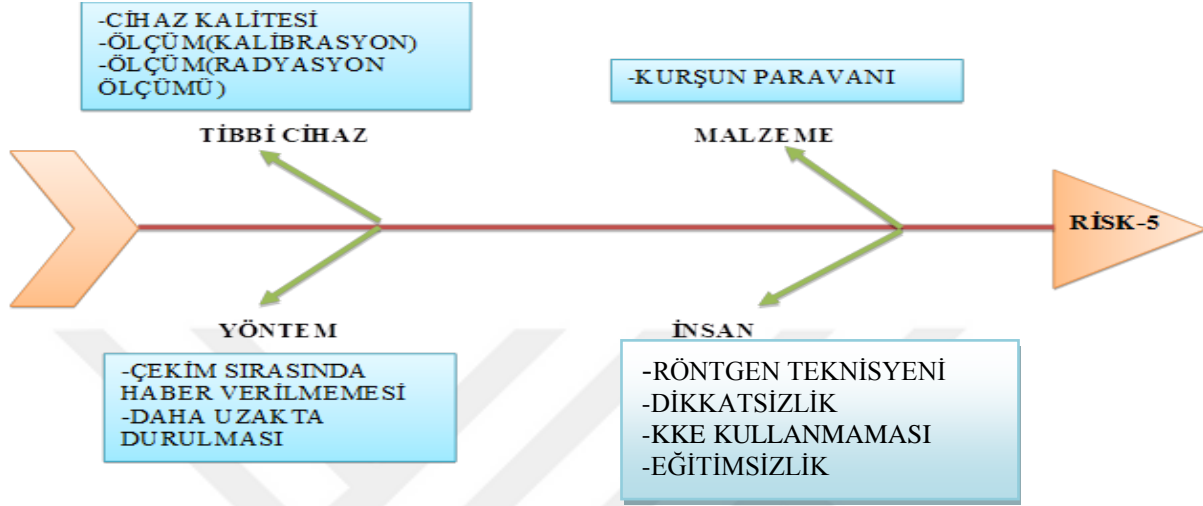 -CİHAZ KALİTESİ
-ÖLÇÜM(KALİBRASYON)
-ÖLÇÜM(RADYASYON
ÖLÇÜMÜ)
TİBBİ CİHAZ
-KURŞUN PARAVANI
MALZEME
RİSK-5
YÖNTEM
-ÇEKİM SIRASINDA
HABER VERİLMEMESİ
-DAHA UZAKTA
DURULMASI
İNSAN
-RÖNTGEN TEKNİSYENİ
-DİKKATSİZLİK
-KKE KULLANMAMASI
-EĞİTİMSİZLİK